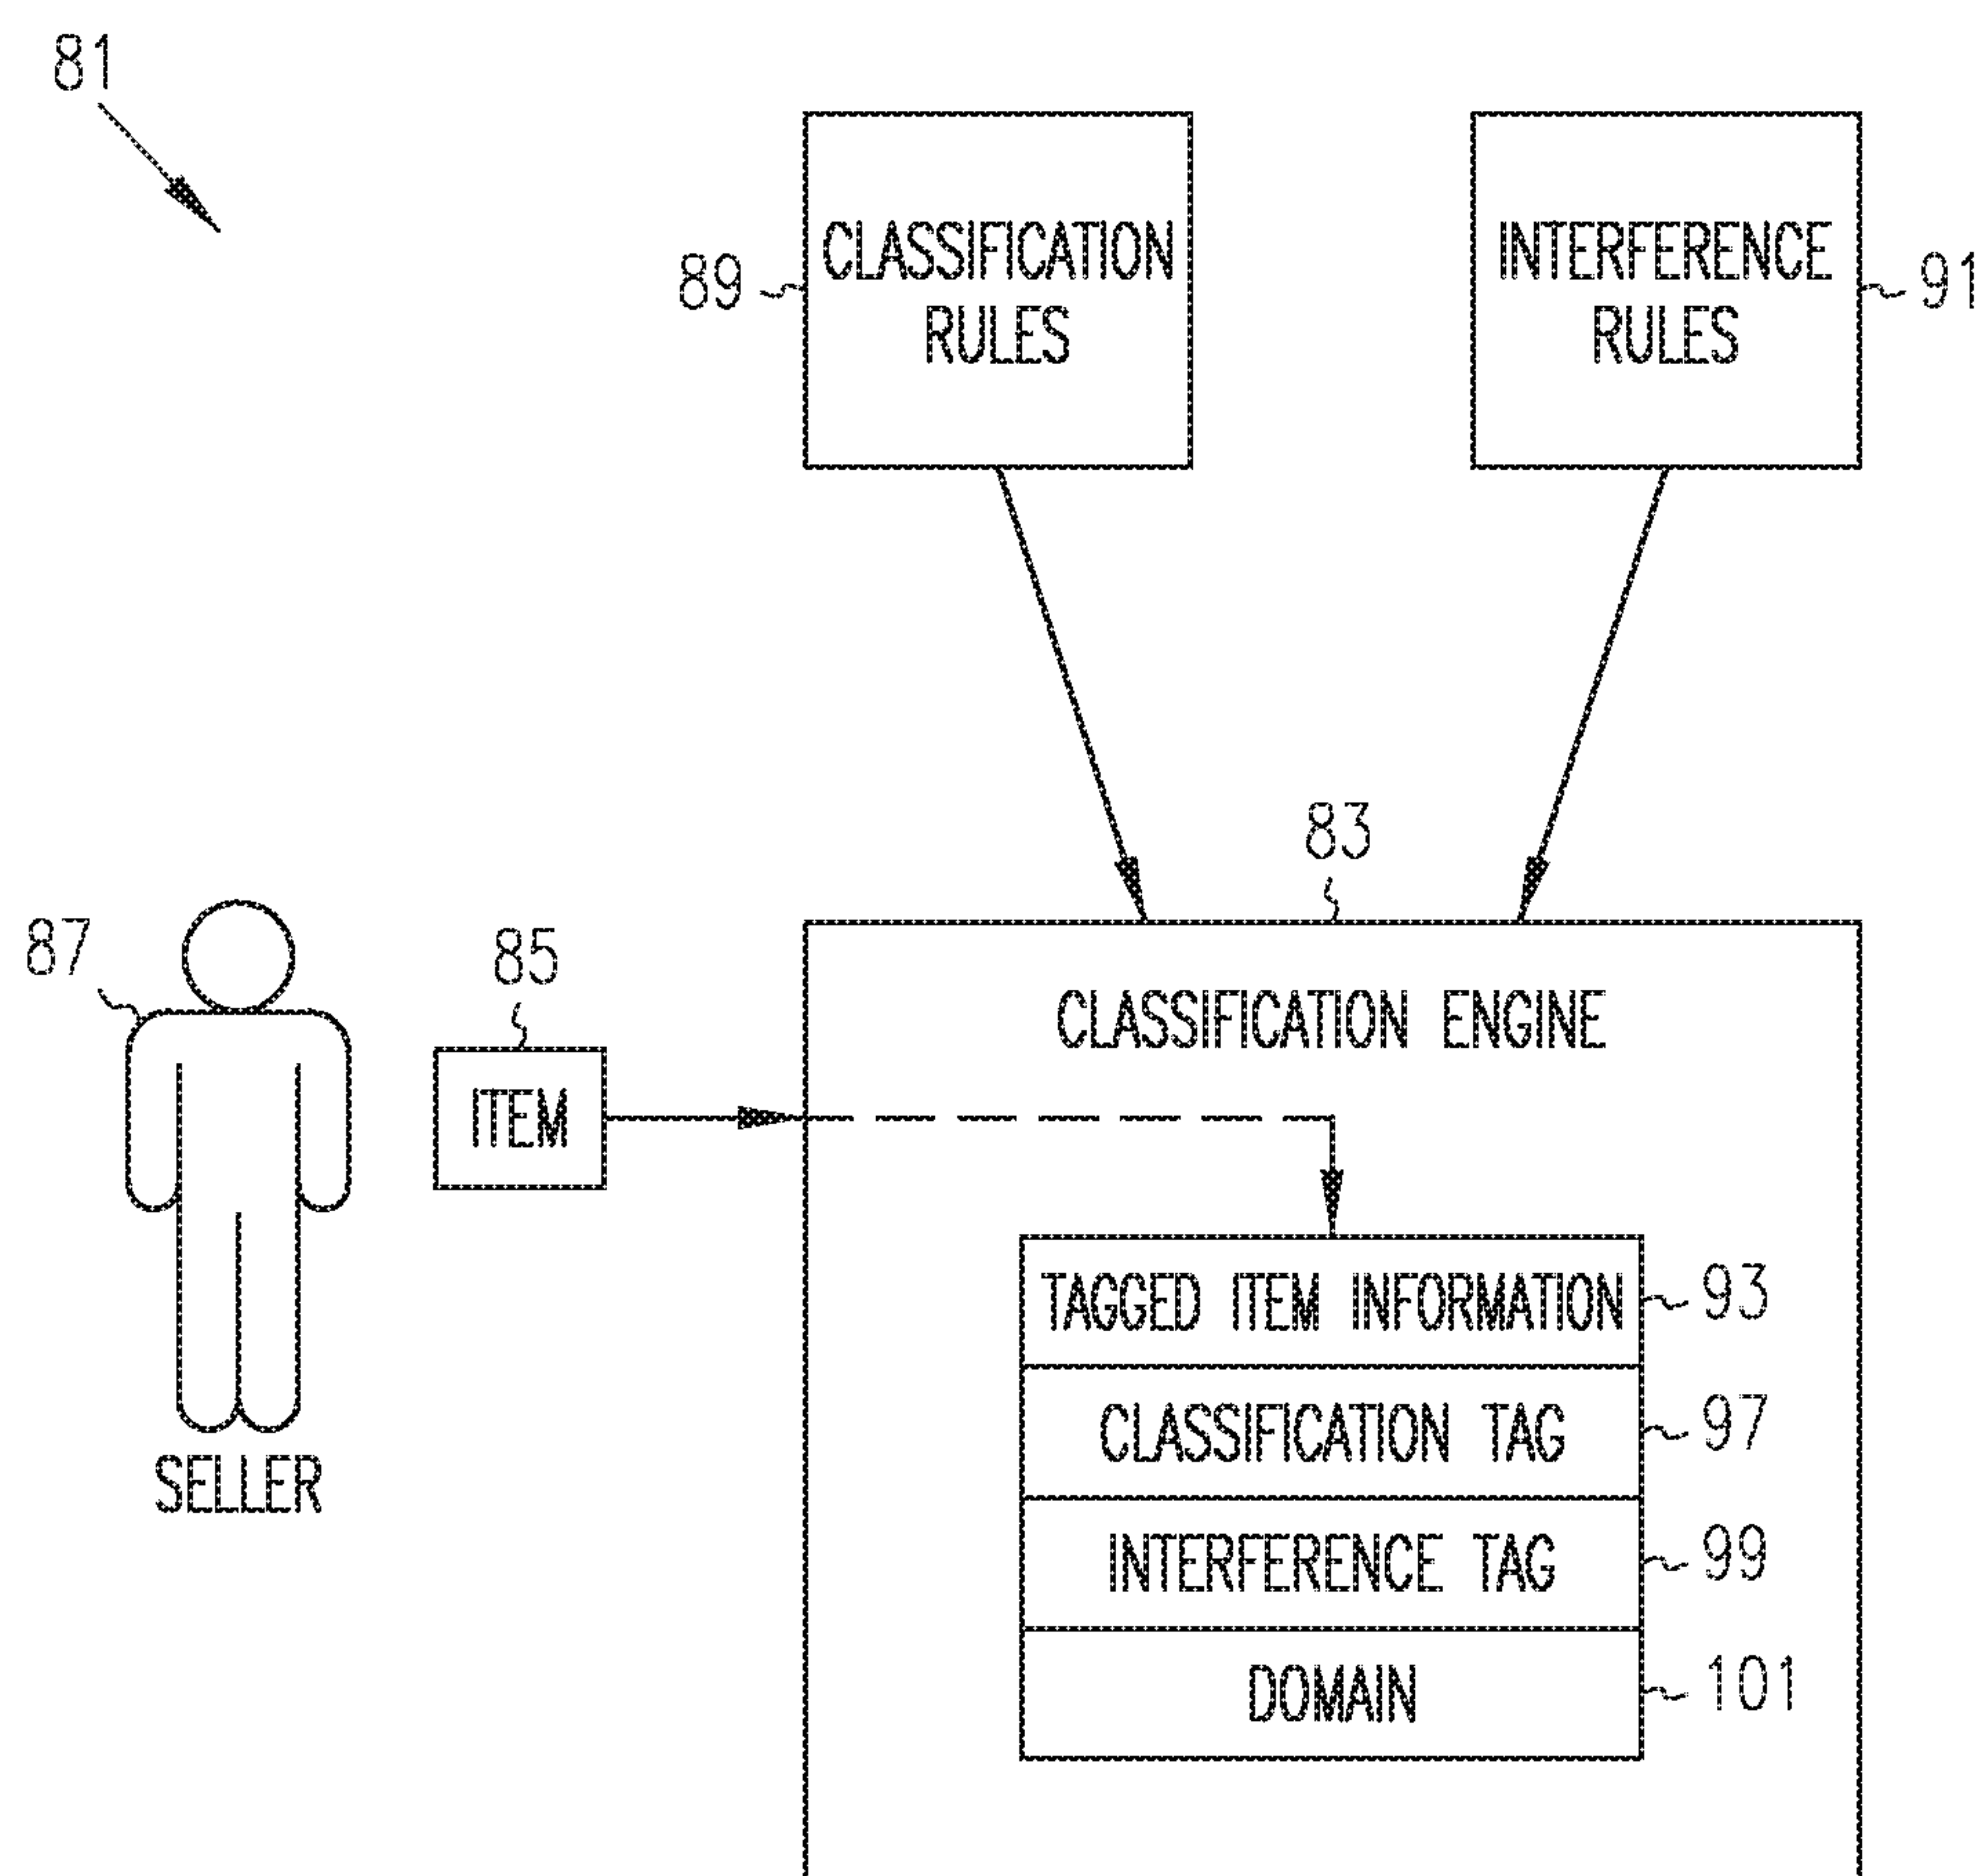 81
CLASSIFICATION
RULES
89
INTERFERENCE
RULES
91
83
87
85
CLASSIFICATION ENGINE
ITEM
TAGGED ITEM INFORMATION
93
CLASSIFICATION TAG
97
SELLER
INTERFERENCE TAG
99
DOMAIN
101